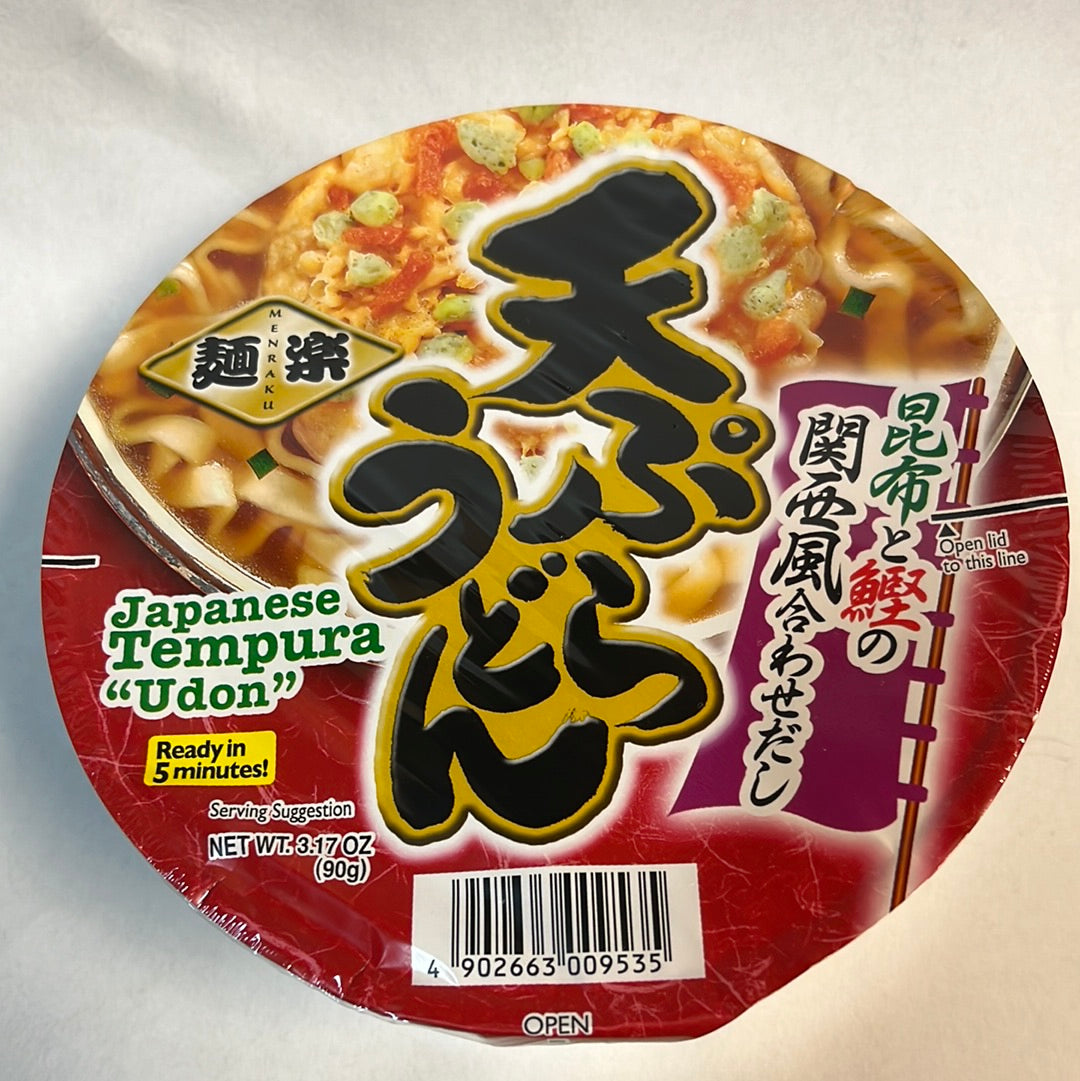 天ぷら
うどん
麺楽
MENRAKU
昆布と鰹の
関西風合わせだし
Open lid
to this line
Japanese
Tempura
“Udon”
Ready in
5 minutes!
Serving Suggestion
NET WT. 3.17 OZ
(90g)
4 902663 009535
OPEN